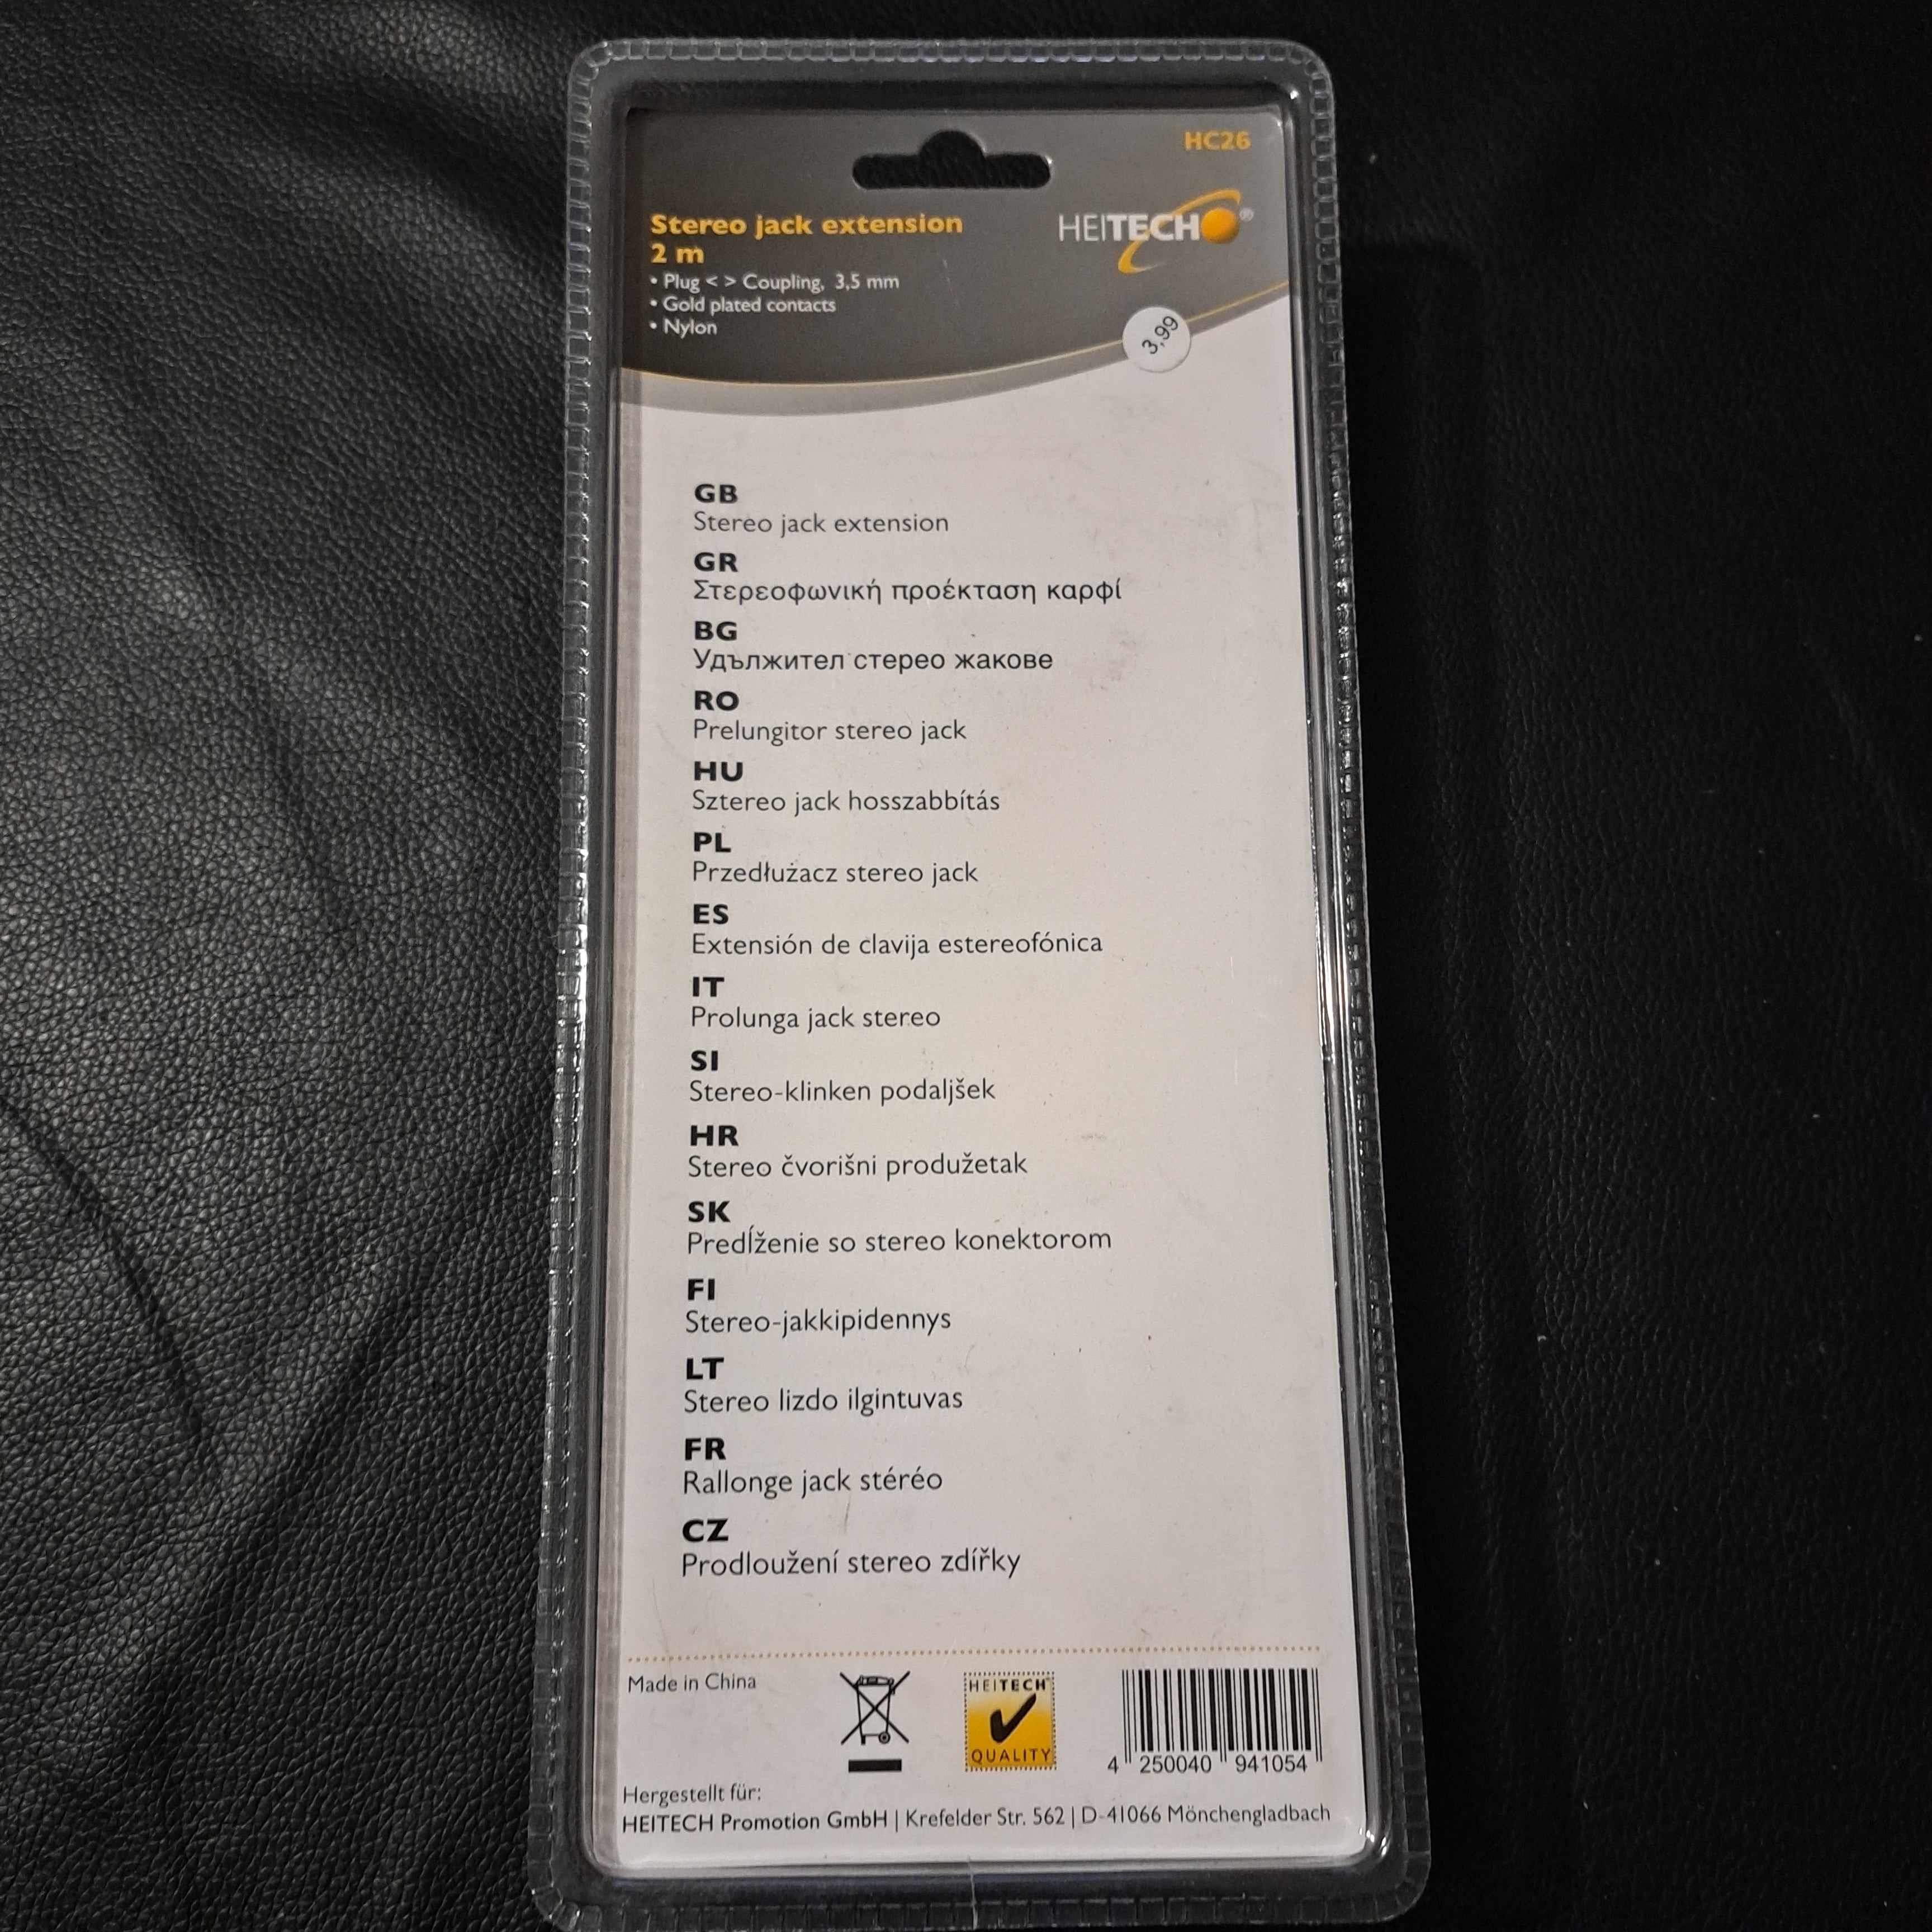 HC26
HEITECH®
Stereo jack extension
2 m
• Plug < > Coupling, 3,5 mm
• Gold plated contacts
• Nylon
3,99
GB
Stereo jack extension
GR
Στερεοφωνική προέκταση καρφί
BG
Удължител стерео жакове
RO
Prelungitor stereo jack
HU
Sztereo jack hosszabbítás
PL
Przedłużacz stereo jack
ES
Extensión de clavija estereofónica
IT
Prolunga jack stereo
SI
Stereo-klinken podaljšek
HR
Stereo čvorišni produžetak
SK
Predĺženie so stereo konektorom
FI
Stereo-jakkipidennys
LT
Stereo lizdo ilgintuvas
FR
Rallonge jack stéréo
CZ
Prodloužení stereo zdířky
Made in China
HEITECH
QUALITY
4 250040 941054
Hergestellt für:
HEITECH Promotion GmbH | Krefelder Str. 562 | D-41066 Mönchengladbach